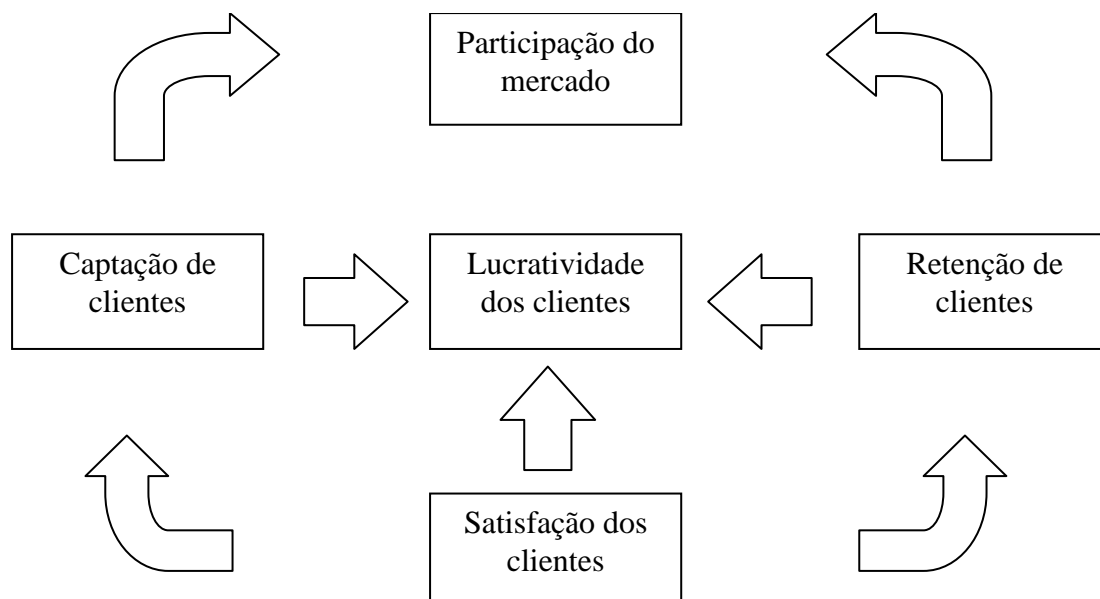 Participação do
mercado
Captação de
clientes
Lucratividade
dos clientes
Retenção de
clientes
Satisfação dos
clientes